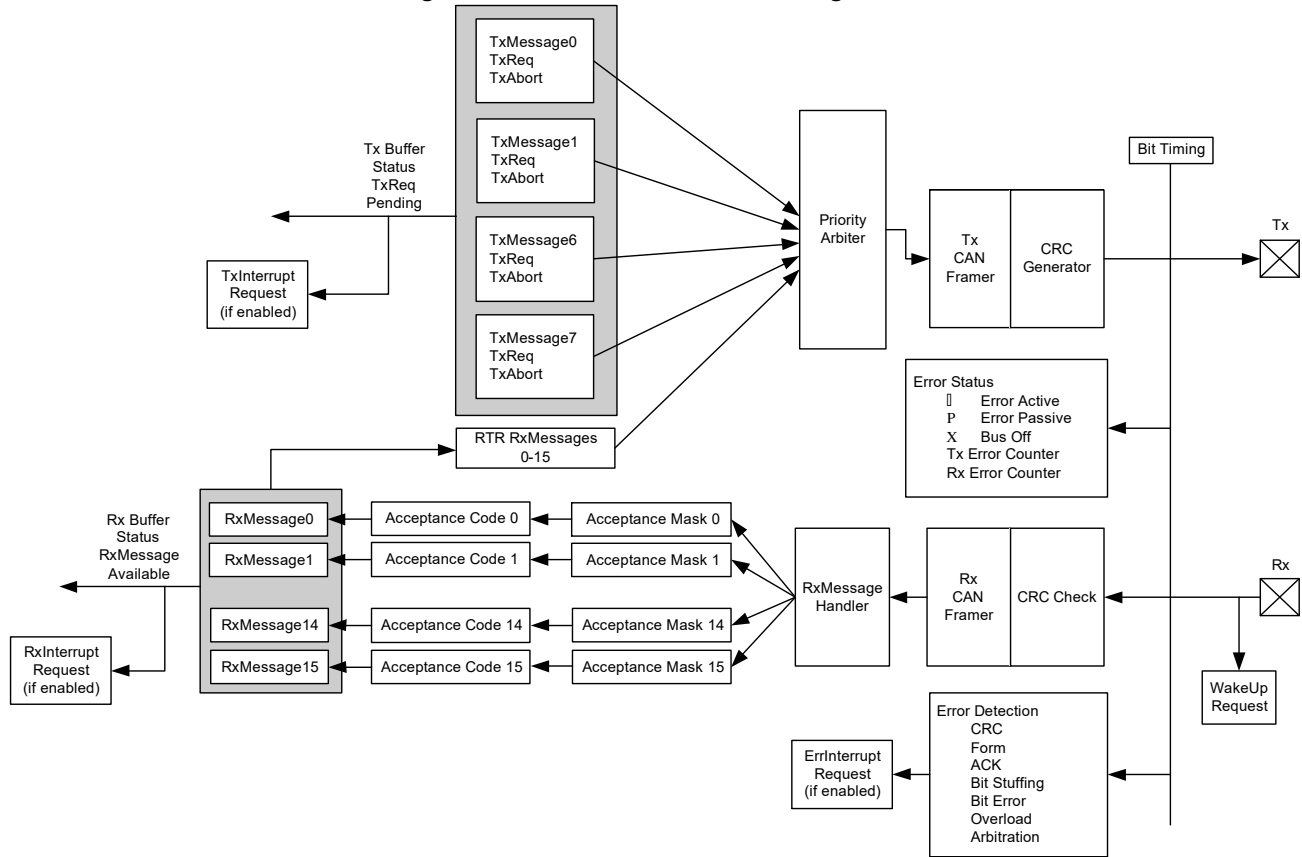 TxMessage0
TxReq
TxAbort
TxMessage1
TxReq
TxAbort
TxMessage6
TxReq
TxAbort
TxMessage7
TxReq
TxAbort
Tx Buffer
Status
TxReq
Pending
TxInterrupt
Request
(if enabled)
Priority
Arbiter
Tx
CAN
Framer
CRC
Generator
Bit Timing
Tx
Error Status
Error Active
P Error Passive
X Bus Off
Tx Error Counter
Rx Error Counter
RTR RxMessages
0-15
Rx Buffer
Status
RxMessage
Available
RxInterrupt
Request
(if enabled)
RxMessage0
Acceptance Code 0
Acceptance Mask 0
RxMessage1
Acceptance Code 1
Acceptance Mask 1
RxMessage14
Acceptance Code 14
Acceptance Mask 14
RxMessage15
Acceptance Code 15
Acceptance Mask 15
RxMessage
Handler
Rx
CAN
Framer
CRC Check
Rx
WakeUp
Request
Error Detection
CRC
Form
ACK
Bit Stuffing
Bit Error
Overload
Arbitration
ErrInterrupt
Request
(if enabled)